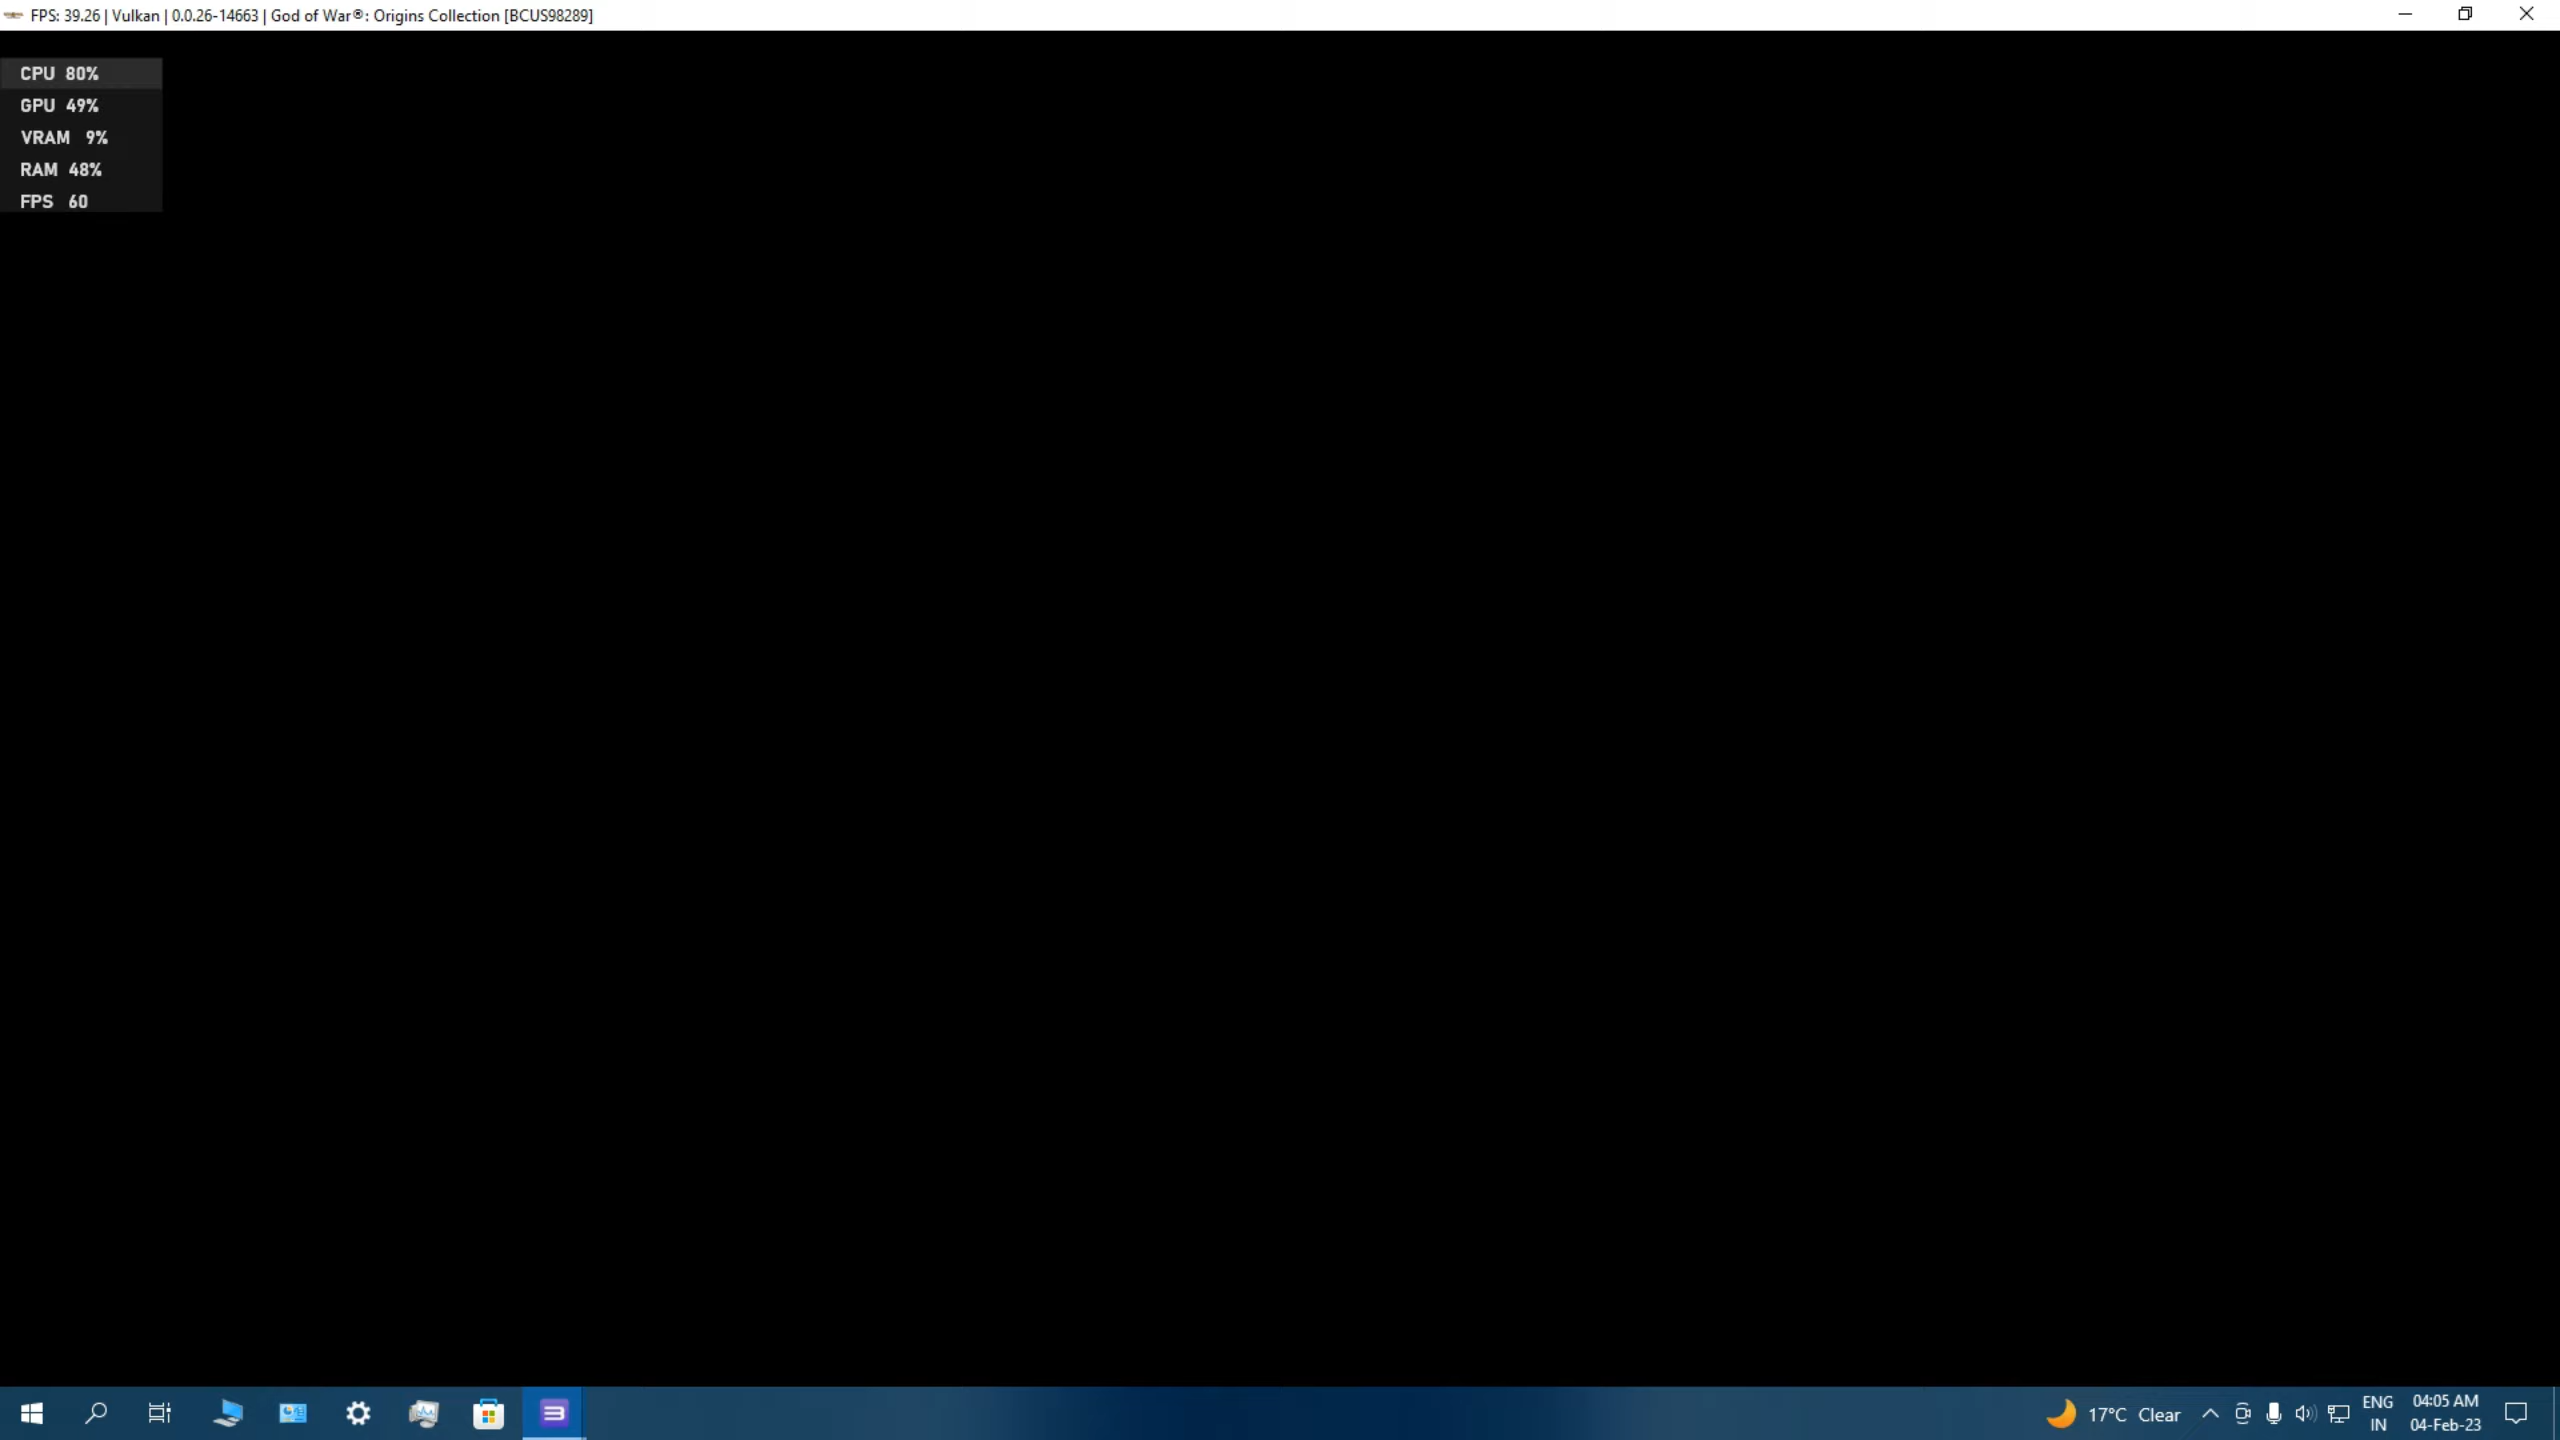 FPS: 39.26 | Vulkan | 0.0.26-14663 | God of War®: Origins Collection [BCUS98289]
CPU 80%
GPU 49%
VRAM 9%
RAM 48%
FPS 60
17°C Clear
ENG
IN
04:05 AM
04-Feb-23